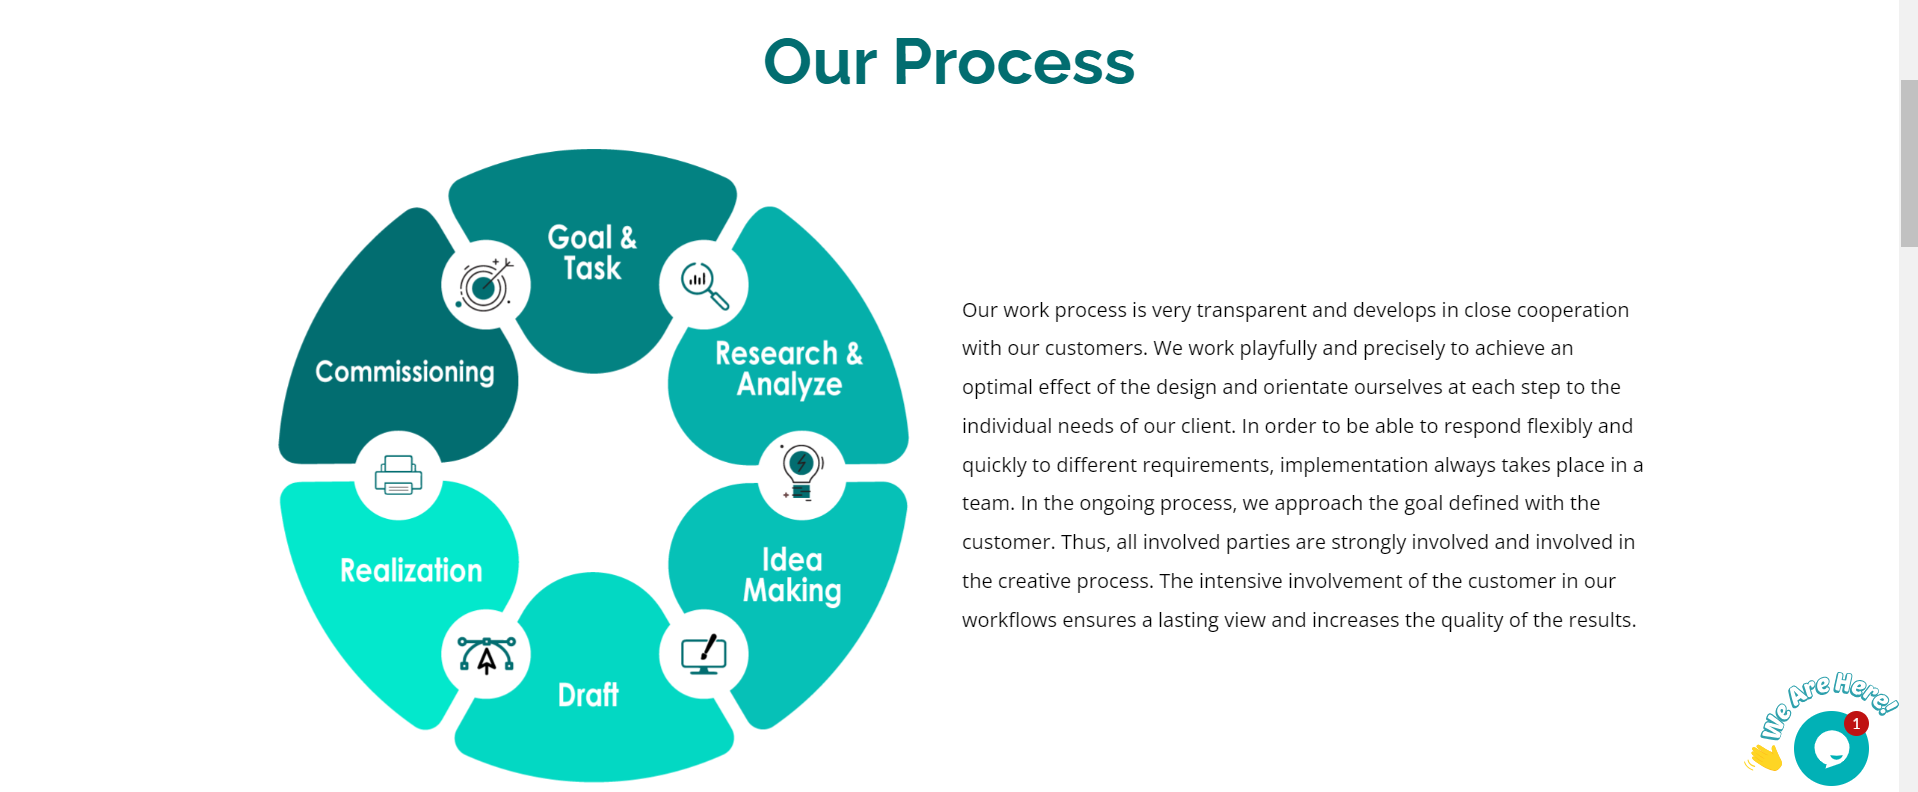 Our Process
Goal &
Task
Research &
Analyze
Commissioning
Idea
Making
Realization
Draft
Our work process is very transparent and develops in close cooperation
with our customers. We work playfully and precisely to achieve an
optimal effect of the design and orientate ourselves at each step to the
individual needs of our client. In order to be able to respond flexibly and
quickly to different requirements, implementation always takes place in a
team. In the ongoing process, we approach the goal defined with the
customer. Thus, all involved parties are strongly involved and involved in
the creative process. The intensive involvement of the customer in our
workflows ensures a lasting view and increases the quality of the results.
We Are Here!
1